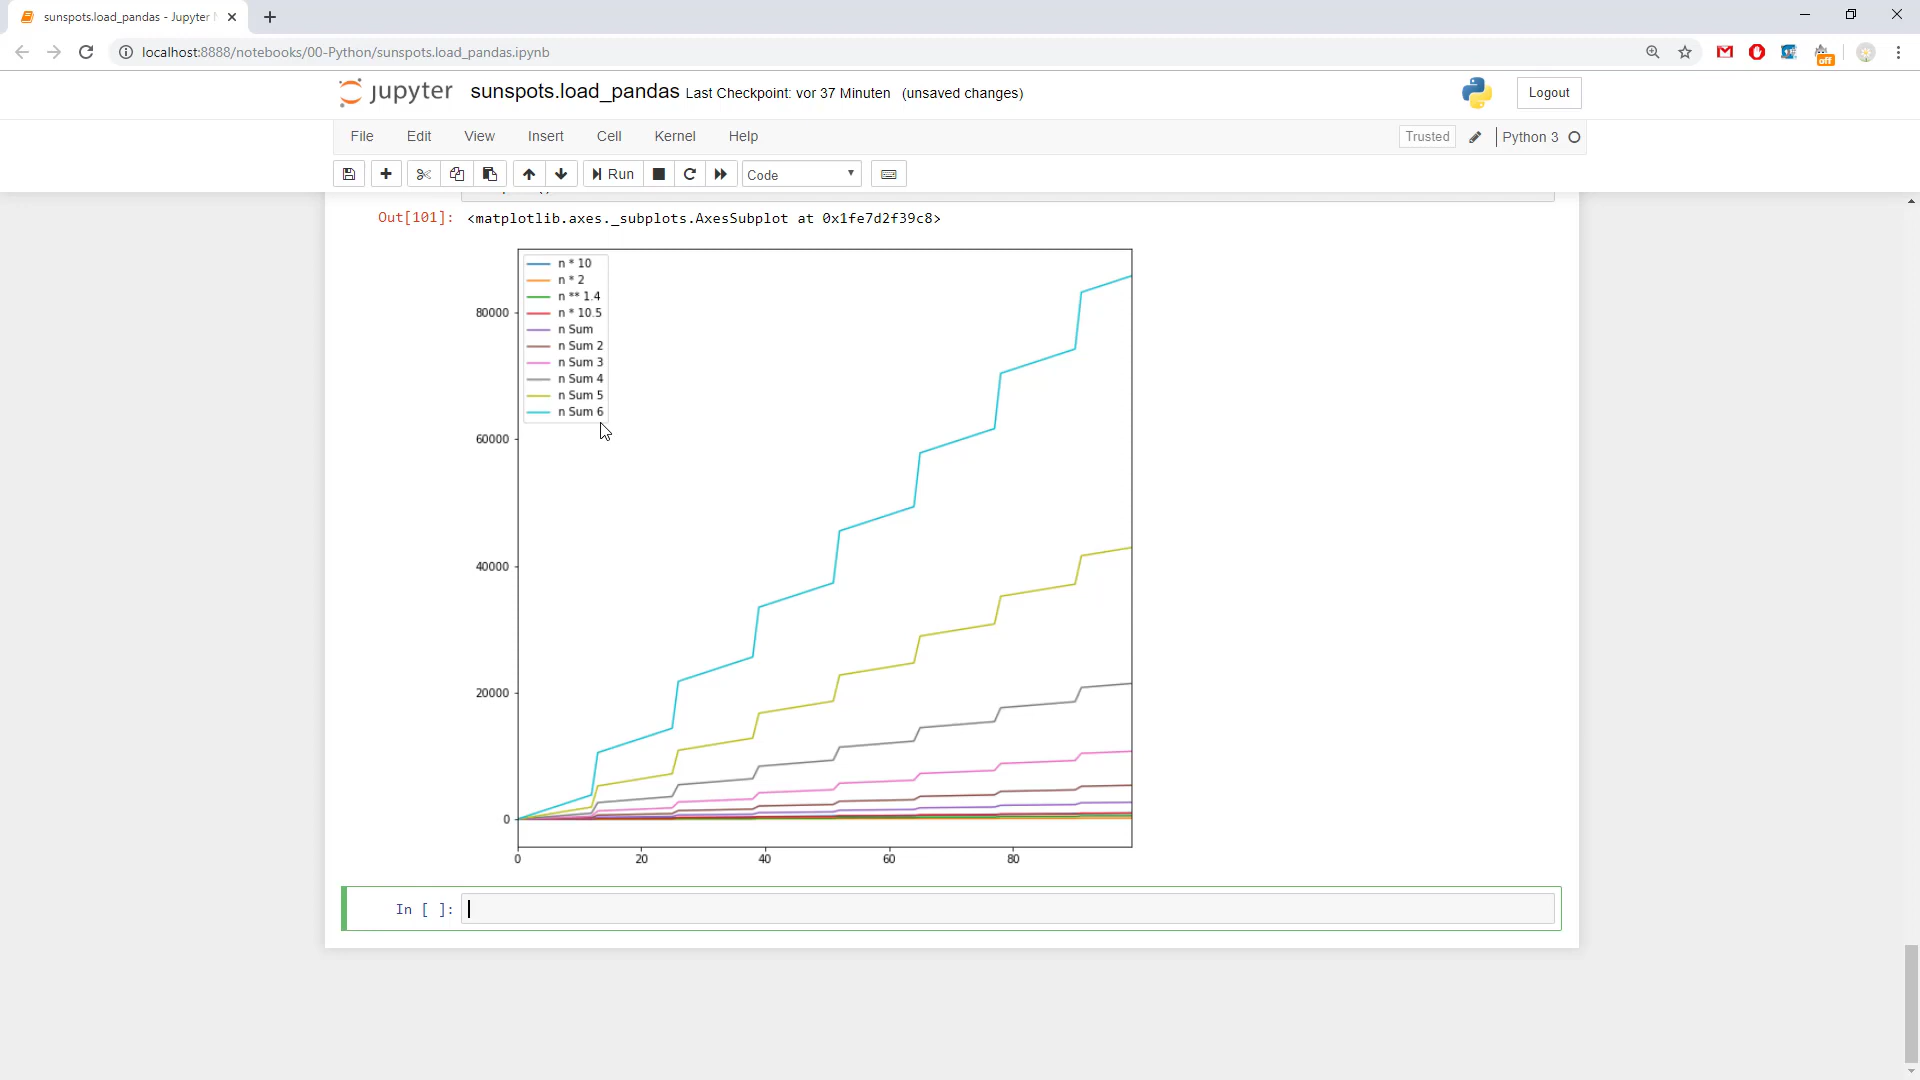 sunspots.load_pandas - Jupyter
localhost:8888/notebooks/00-Python/sunspots.load_pandas.ipynb
off
jupyter sunspots.load_pandas Last Checkpoint: vor 37 Minuten (unsaved changes)
Logout
File Edit View Insert Cell Kernel Help
Trusted
Python 3
Run
Code
Out[101]: <matplotlib.axes._subplots.AxesSubplot at 0x1fe7d2f39c8>
n * 10
n * 2
n ** 1.4
n * 10.5
n Sum
n Sum 2
n Sum 3
n Sum 4
n Sum 5
n Sum 6
80000
60000
40000
20000
0
0 20 40 60 80
In [ ]: